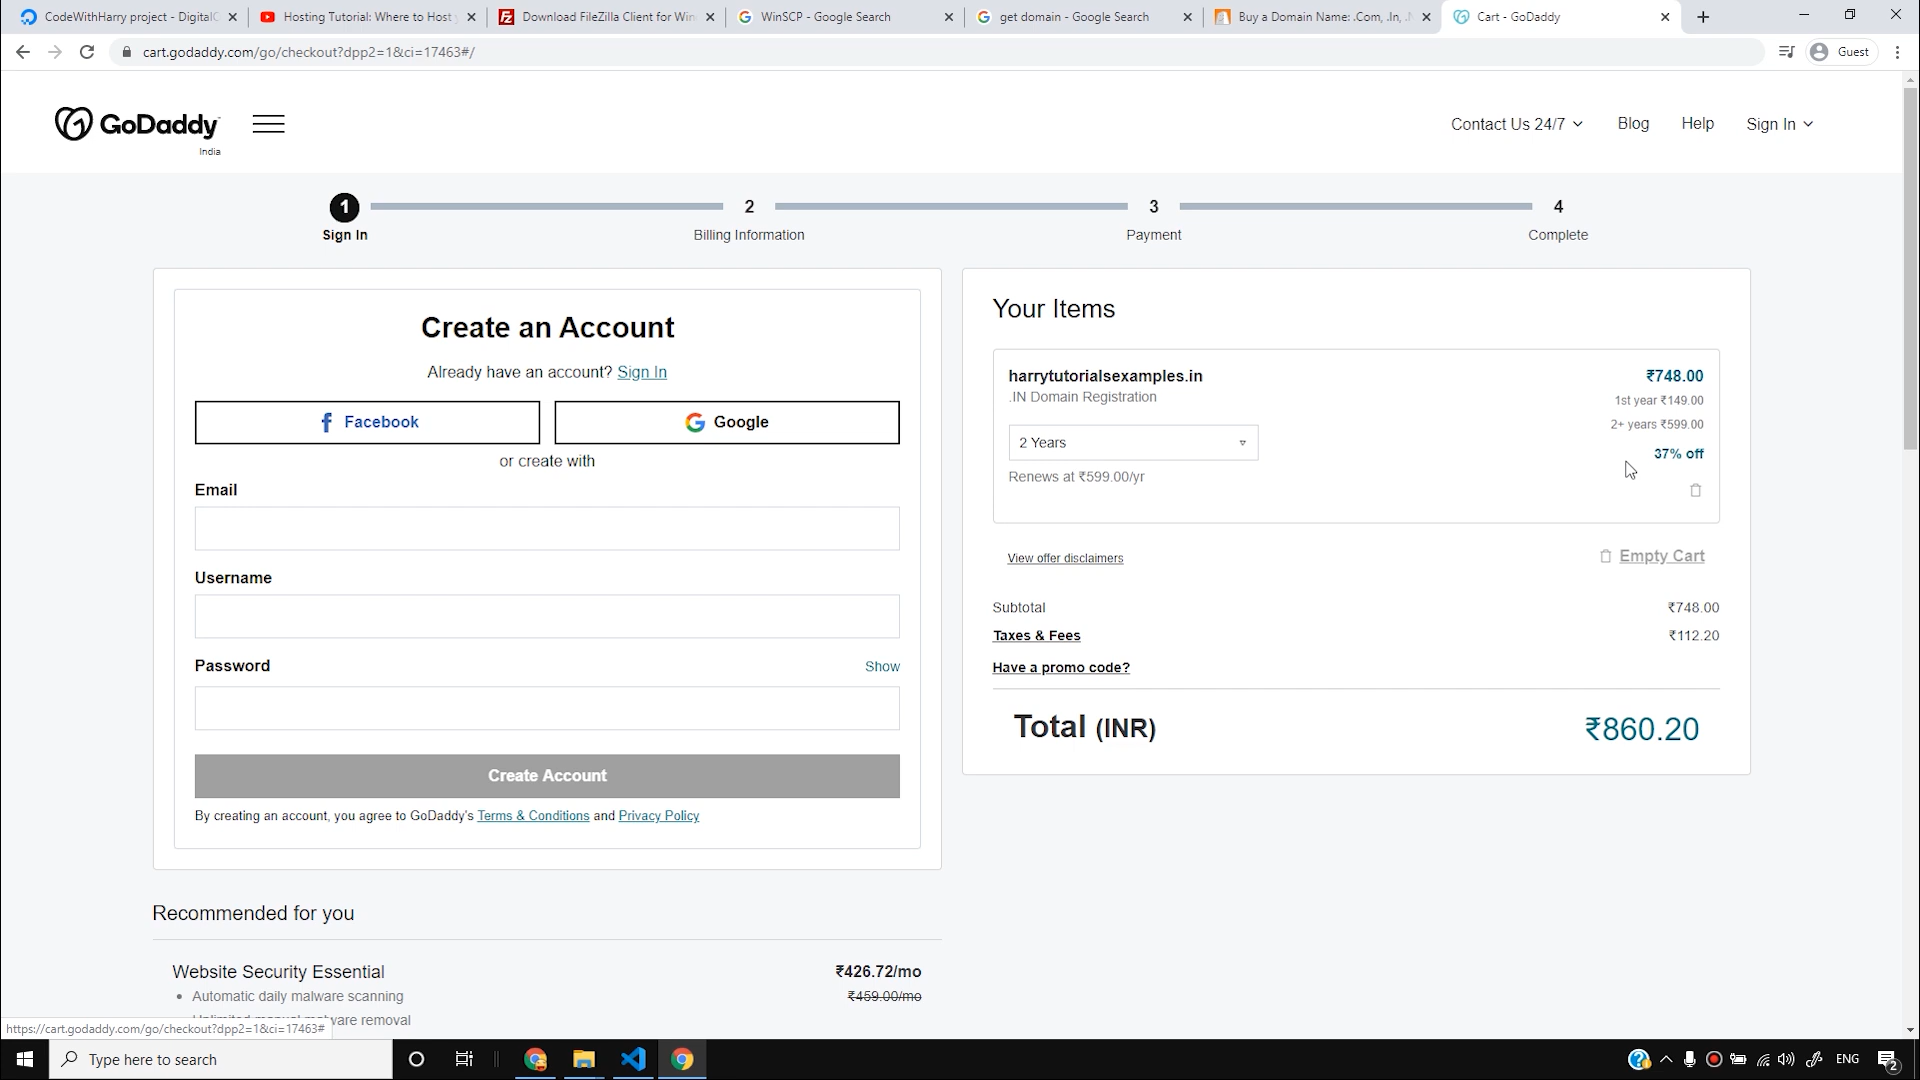 CodeWithHarry project - DigitalC
Hosting Tutorial: Where to Host
Download FileZilla Client for Win
WinSCP - Google Search
get domain - Google Search
Buy a Domain Name: .Com, .In, .
Cart - GoDaddy
cart.godaddy.com/go/checkout?dpp2=1&ci=17463#/
Guest
GoDaddy
India
Contact Us 24/7
Blog
Help
Sign In
1
2
3
4
Sign In
Billing Information
Payment
Complete
Create an Account
Already have an account? Sign In
Facebook
Google
or create with
Email
Username
Password
Show
Create Account
By creating an account, you agree to GoDaddy's Terms & Conditions and Privacy Policy
Your Items
harrytutorialsexamples.in
₹748.00
.IN Domain Registration
1st year ₹149.00
2+ years ₹599.00
2 Years
37% off
Renews at ₹599.00/yr
View offer disclaimers
Empty Cart
Subtotal
₹748.00
Taxes & Fees
₹112.20
Have a promo code?
Total (INR)
₹860.20
Recommended for you
Website Security Essential
₹426.72/mo
• Automatic daily malware scanning
₹459.00/mo
malware removal
https://cart.godaddy.com/go/checkout?dpp2=1&ci=17463#
Type here to search
ENG
2